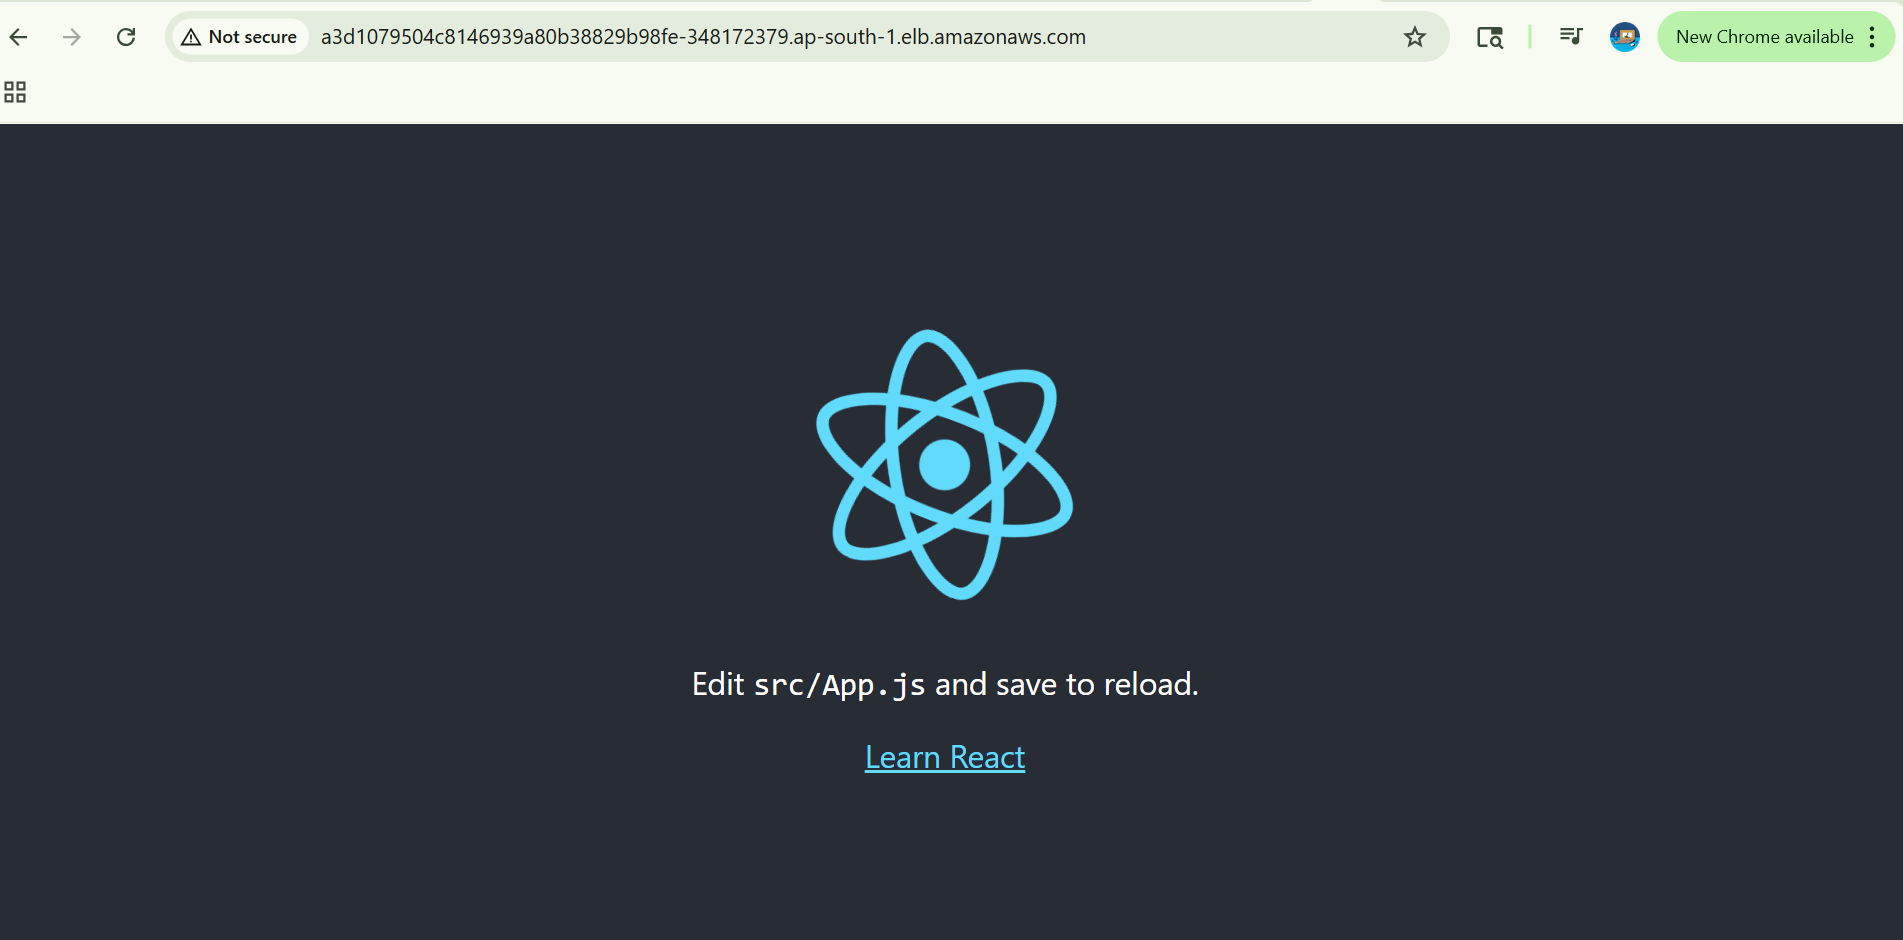 Not secure a3d1079504c8146939a80b38829b98fe-348172379.ap-south-1.elb.amazonaws.com New Chrome available
Edit src/App.js and save to reload.
Learn React